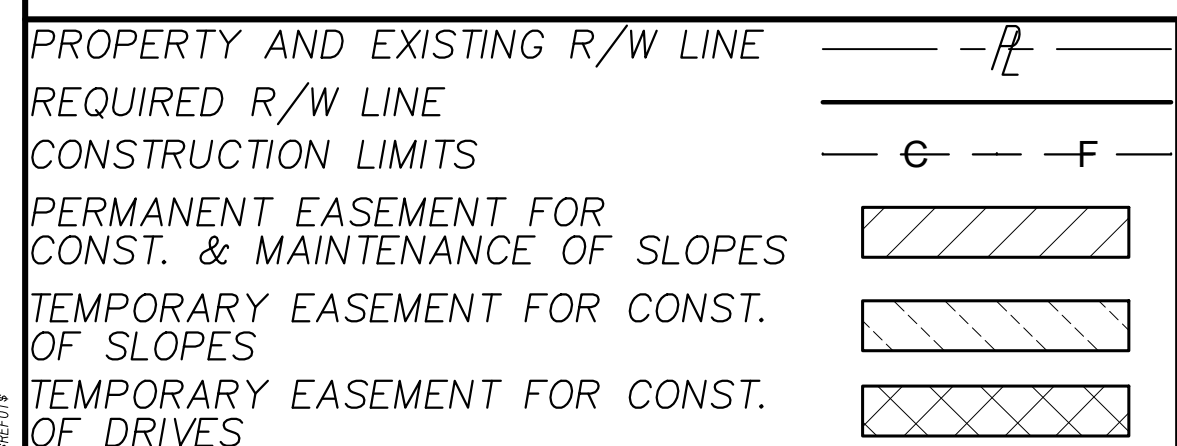 PROPERTY AND EXISTING R/W LINE PL
REQUIRED R/W LINE
CONSTRUCTION LIMITS C F
PERMANENT EASEMENT FOR
CONST. & MAINTENANCE OF SLOPES
TEMPORARY EASEMENT FOR CONST.
OF SLOPES
TEMPORARY EASEMENT FOR CONST.
OF DRIVES